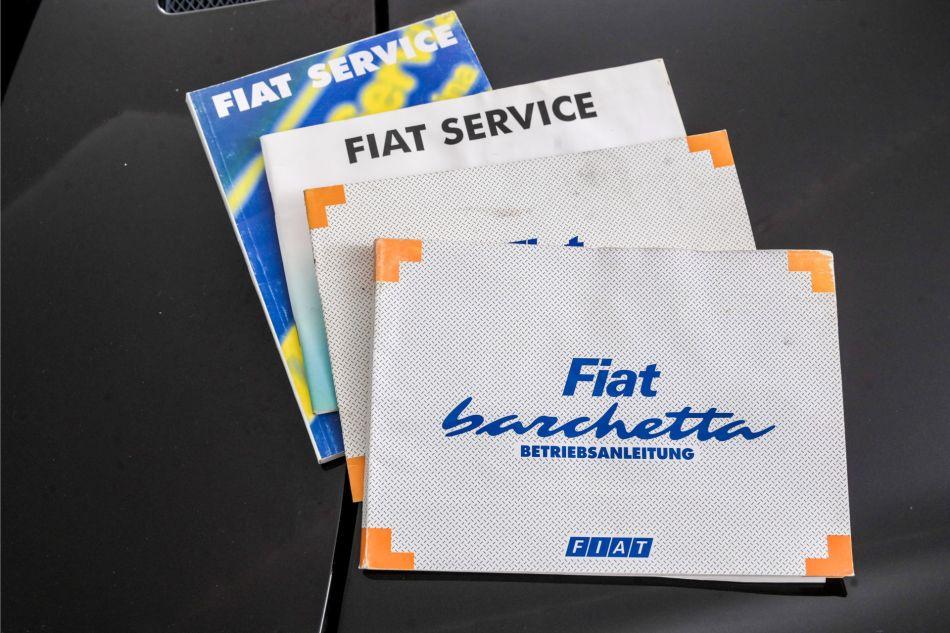 FIAT SERVICE
FIAT SERVICE
Fiat
barchetta
BETRIEBSANLEITUNG
FIAT